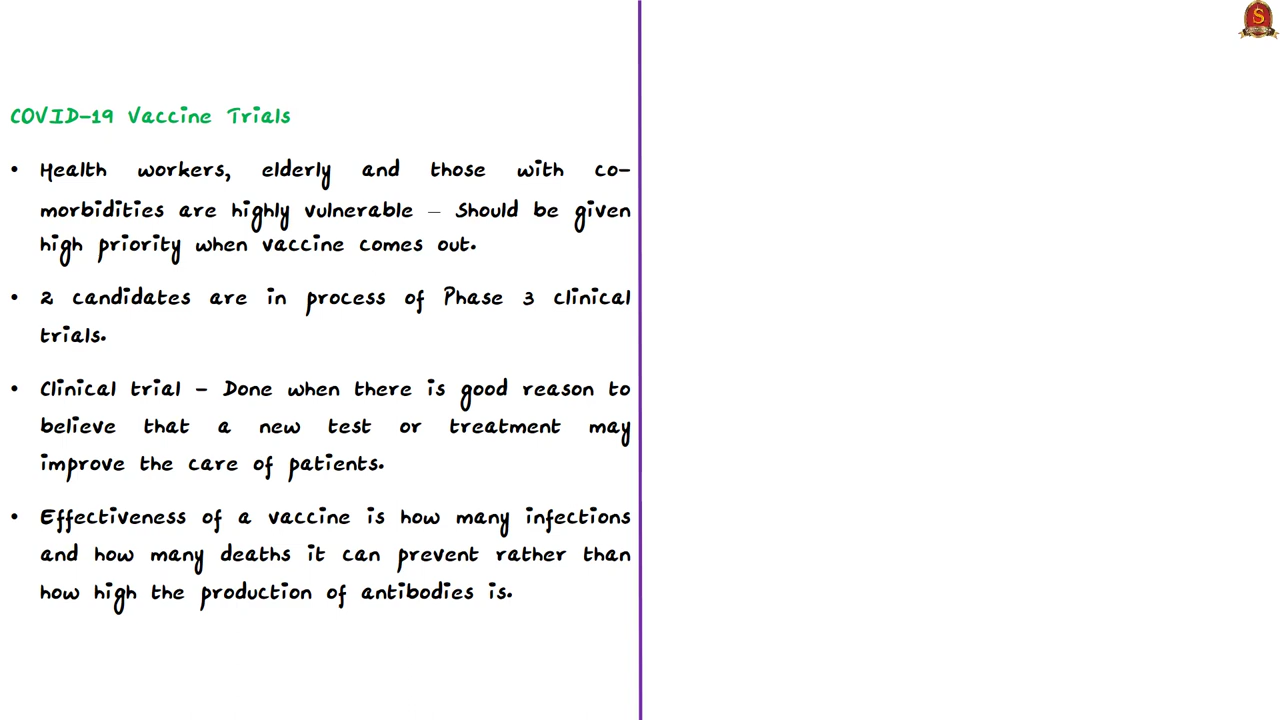 COVID-19 Vaccine Trials
• Health workers, elderly and those with co-
morbidities are highly vulnerable – Should be given
high priority when vaccine comes out.
• 2 candidates are in process of Phase 3 clinical
trials.
• Clinical trial - Done when there is good reason to
believe that a new test or treatment may
improve the care of patients.
• Effectiveness of a vaccine is how many infections
and how many deaths it can prevent rather than
how high the production of antibodies is.
S